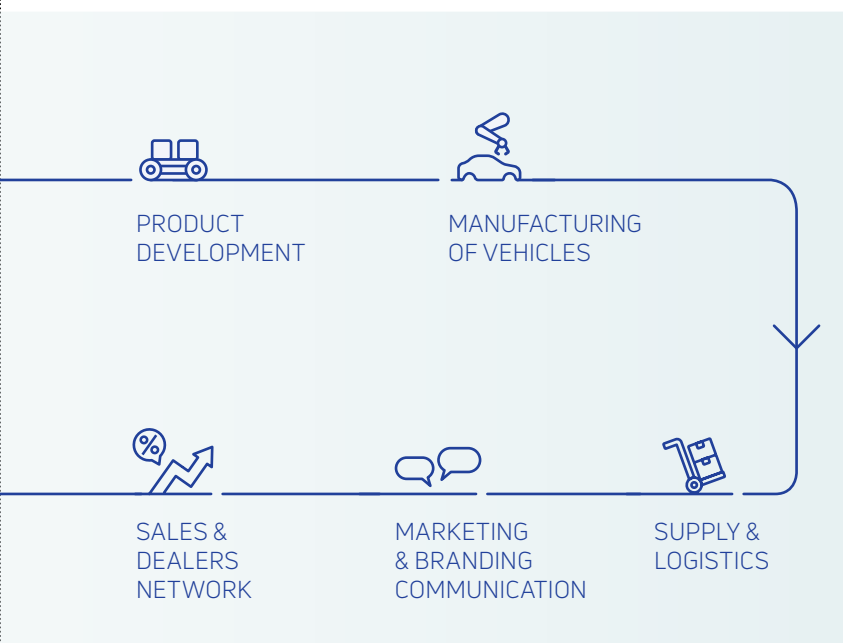 PRODUCT
DEVELOPMENT
MANUFACTURING
OF VEHICLES
%
SALES &
DEALERS
NETWORK
MARKETING
& BRANDING
COMMUNICATION
SUPPLY &
LOGISTICS